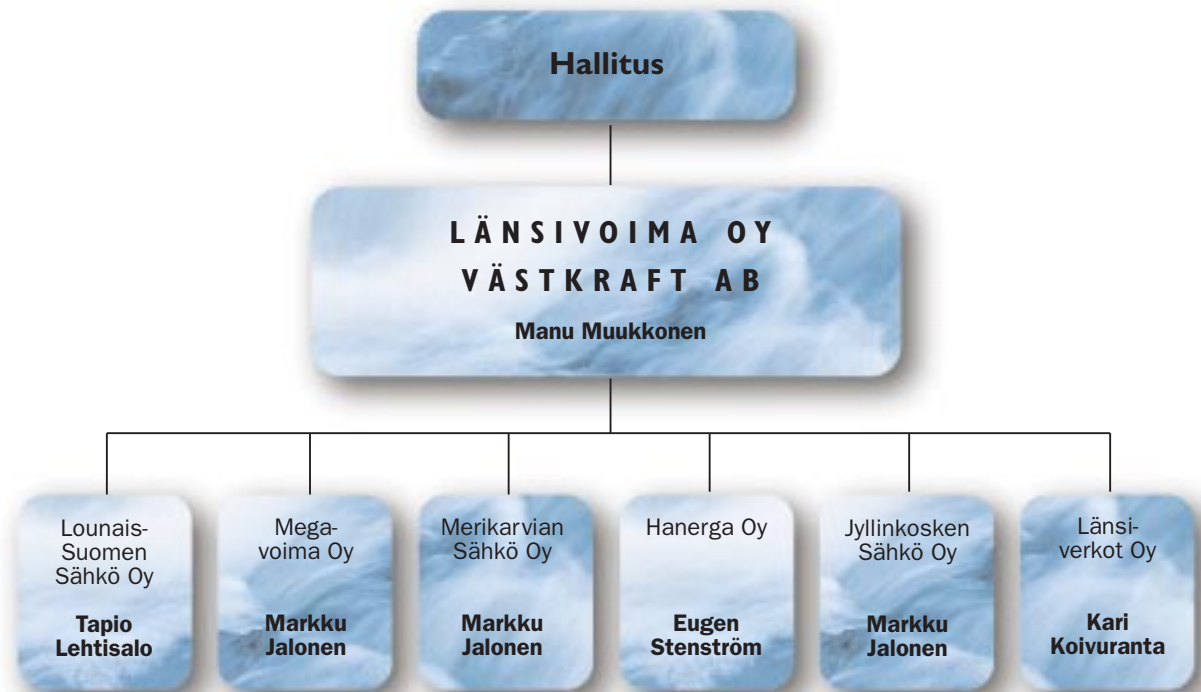 Hallitus
LÄNSIVOIMA OY
VÄSTKRAFT AB
Manu Muukkonen
Lounais-
Suomen
Sähkö Oy
Tapio
Lehtisalo
Mega-
voima Oy
Markku
Jalonen
Merikarvian
Sähkö Oy
Markku
Jalonen
Hanerga Oy
Eugen
Stenström
Jyllinkosken
Sähkö Oy
Markku
Jalonen
Länsi-
verkot Oy
Kari
Koivuranta